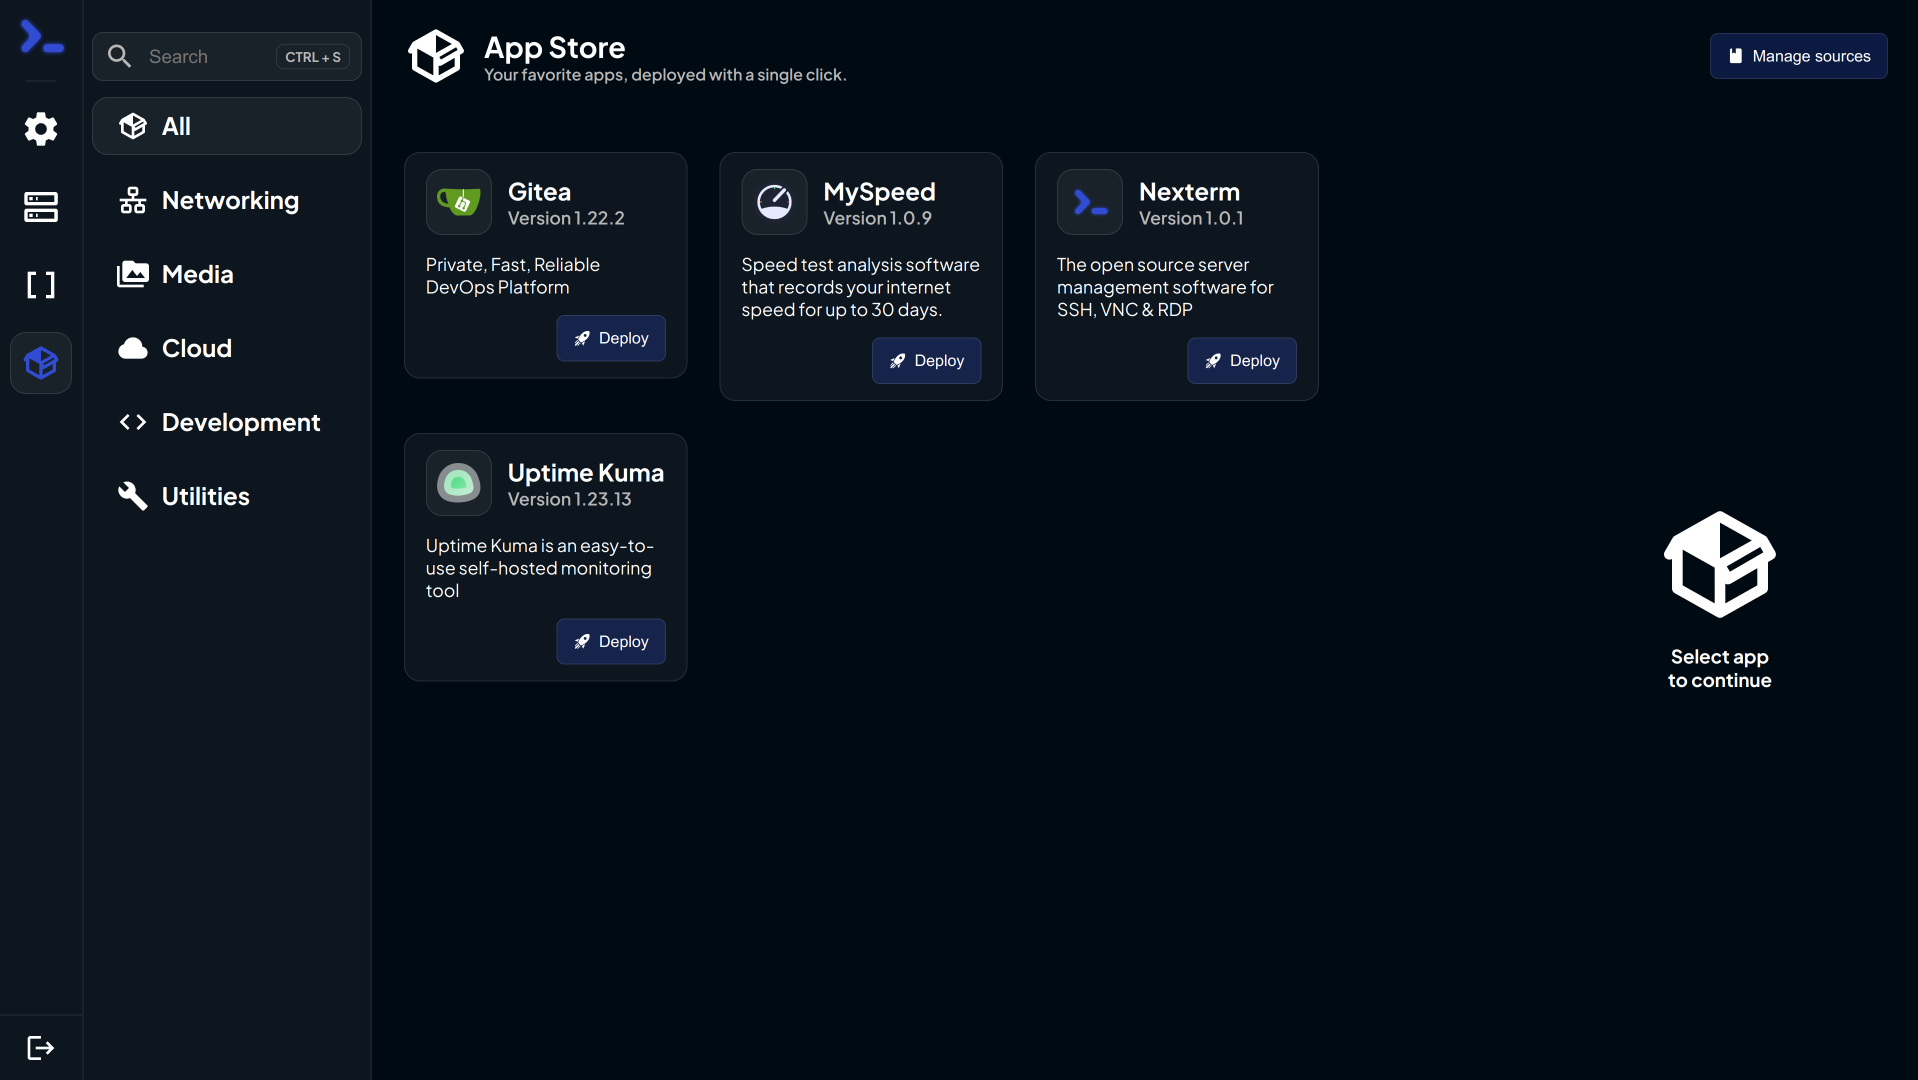 Search
CTRL + S
All
Networking
Media
Cloud
Development
Utilities
App Store
Your favorite apps, deployed with a single click.
Manage sources
Gitea
Version 1.22.2
Private, Fast, Reliable
DevOps Platform
Deploy
MySpeed
Version 1.0.9
Speed test analysis software
that records your internet
speed for up to 30 days.
Deploy
Nexterm
Version 1.0.1
The open source server
management software for
SSH, VNC & RDP
Deploy
Uptime Kuma
Version 1.23.13
Uptime Kuma is an easy-to-
use self-hosted monitoring
tool
Deploy
Select app
to continue